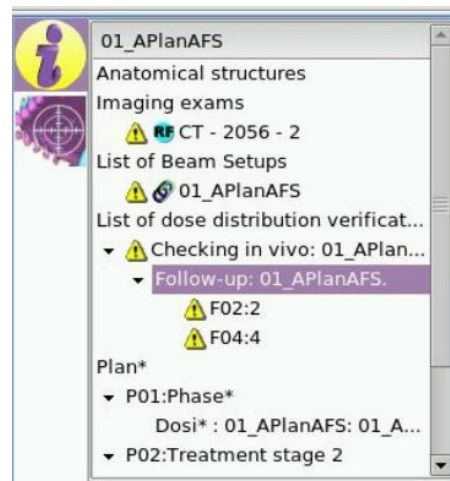 01_APlanAFS
Anatomical structures
Imaging exams
RF CT - 2056 - 2
List of Beam Setups
01_APlanAFS
List of dose distribution verificat...
Checking in vivo: 01_APlan...
Follow-up: 01_APlanAFS.
F02:2
F04:4
Plan*
P01:Phase*
Dosi* : 01_APlanAFS: 01_A...
P02:Treatment stage 2